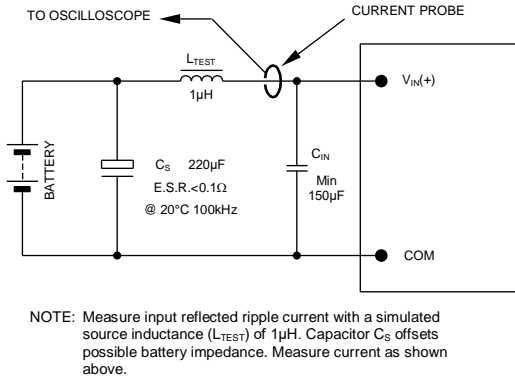 TO OSCILLOSCOPE
CURRENT PROBE
LTEST
1µH
VIN(+)
BATTERY
CS 220µF
E.S.R.<0.1Ω
@ 20°C 100kHz
CIN
Min
150µF
COM
NOTE: Measure input reflected ripple current with a simulated
source inductance (LTEST) of 1µH. Capacitor CS offsets
possible battery impedance. Measure current as shown
above.